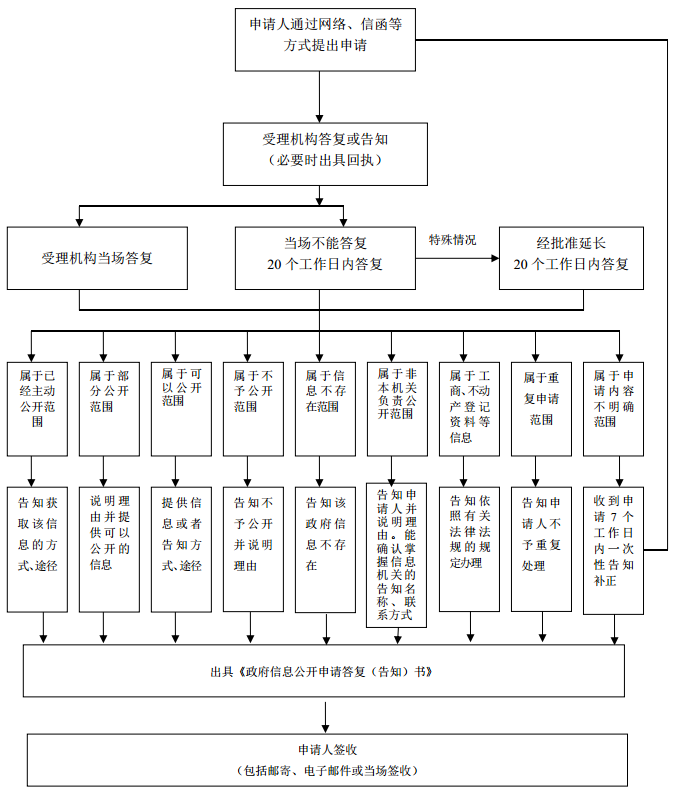 申请人通过网络、信函等
方式提出申请
受理机构答复或告知
（必要时出具回执）
受理机构当场答复
当场不能答复
20 个工作日内答复
特殊情况
经批准延长
20 个工作日内答复
属于已
经主动
公开范
围
属于部
分公开
范围
属于可
以公开
范围
属于不
予公开
范围
属于信
息不存
在范围
属于非
本机关
负责公
开范围
属于工
商、不动
产登记
资料等
信息
属于重
复申请
范围
属于申
请内容
不明确
范围
告知获
取该信
息的方
式、途径
说明理
由并提
供可以
公开的
信息
提供信
息或者
告知方
式、途径
告知不
予公开
并说明
理由
告知该
政府信
息不存
在
告知申
请人并
说明理
由。能
确认掌
握信息
机关的
告知名
称、联
系方式
告知依
照有关
法律法
规的规
定办理
告知申
请人不
予重复
处理
收到申
请 7 个
工作日
内一次
性告知
补正
出具《政府信息公开申请答复（告知）书》
申请人签收
（包括邮寄、电子邮件或当场签收）